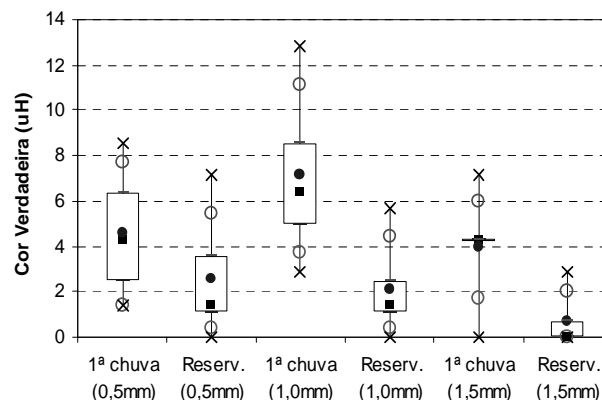 Cor Verdadeira (uH)
14
12
10
8
6
4
2
0
1ª chuva Reserv. 1ª chuva Reserv. 1ª chuva Reserv.
(0,5mm) (0,5mm) (1,0mm) (1,0mm) (1,5mm) (1,5mm)